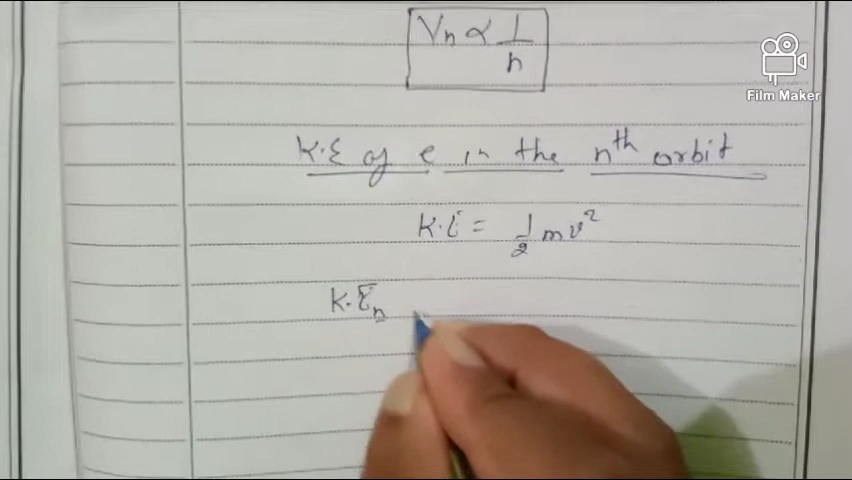 Vn ∝ 1/n
Film Maker
K.E of e in the nth orbit
K.E = 1/2 mv²
K.En